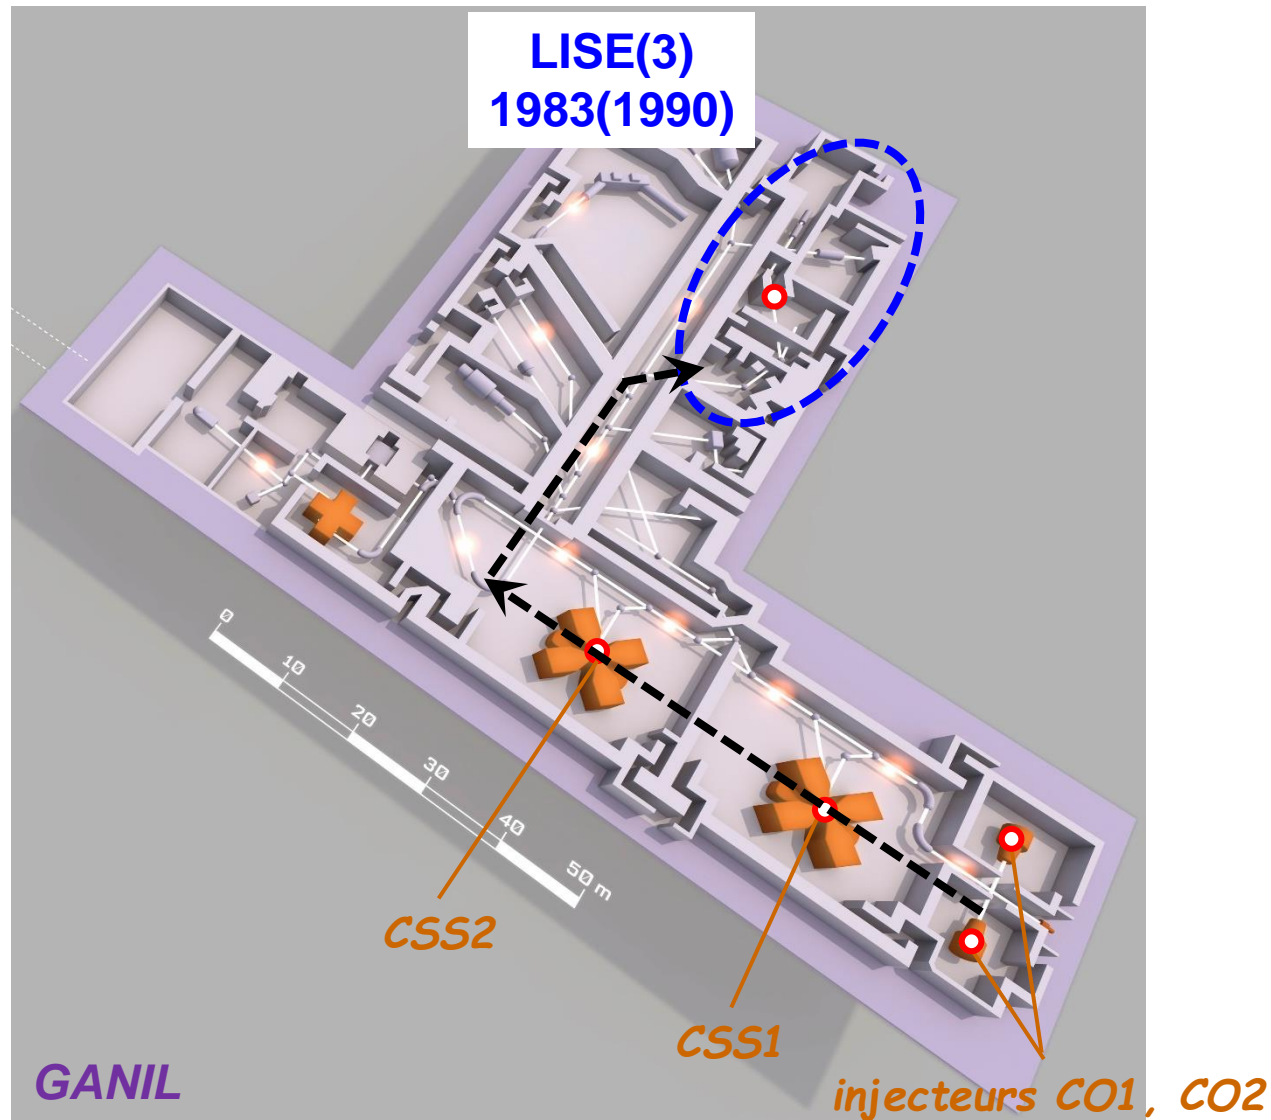 LISE(3)
1983(1990)
0
10
20
30
40
50 m
CSS2
CSS1
GANIL
injecteurs CO1, CO2